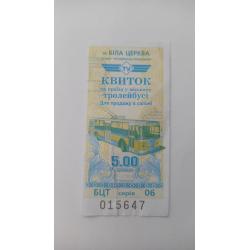 м. БІЛА ЦЕРКВА
КВИТОК
на проїзд у міському
тролейбусі
Для продажу в салоні
5.00
БЦТ серія 06
015647